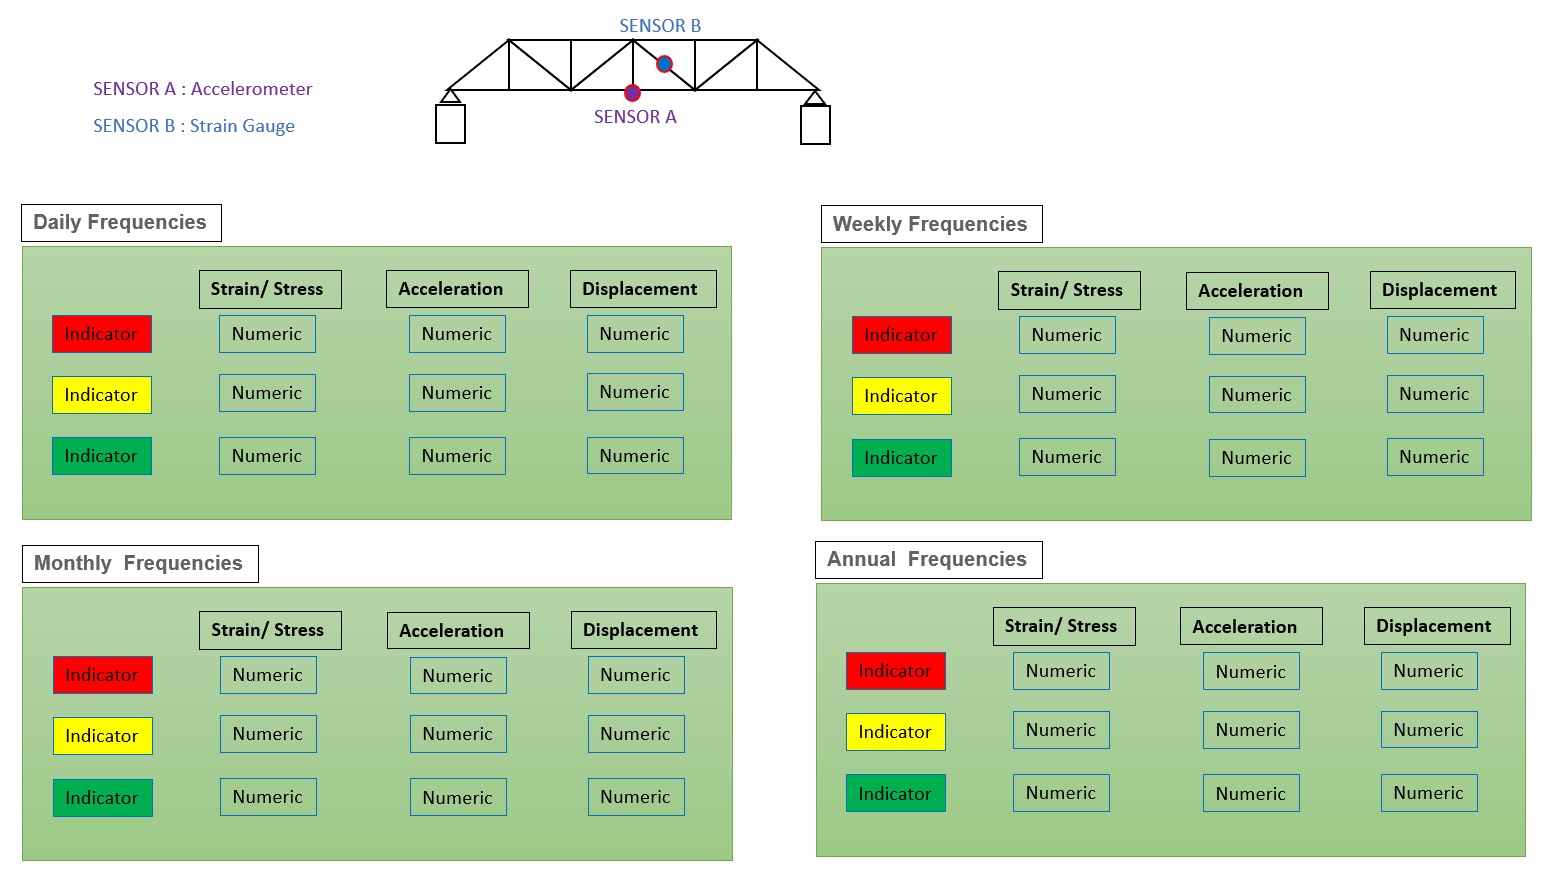 SENSOR B
SENSOR A : Accelerometer
SENSOR B : Strain Gauge
SENSOR A
Daily Frequencies
Strain/ Stress Acceleration Displacement
Indicator Numeric Numeric Numeric
Indicator Numeric Numeric Numeric
Indicator Numeric Numeric Numeric
Weekly Frequencies
Strain/ Stress Acceleration Displacement
Indicator Numeric Numeric Numeric
Indicator Numeric Numeric Numeric
Indicator Numeric Numeric Numeric
Monthly Frequencies
Strain/ Stress Acceleration Displacement
Indicator Numeric Numeric Numeric
Indicator Numeric Numeric Numeric
Indicator Numeric Numeric Numeric
Annual Frequencies
Strain/ Stress Acceleration Displacement
Indicator Numeric Numeric Numeric
Indicator Numeric Numeric Numeric
Indicator Numeric Numeric Numeric